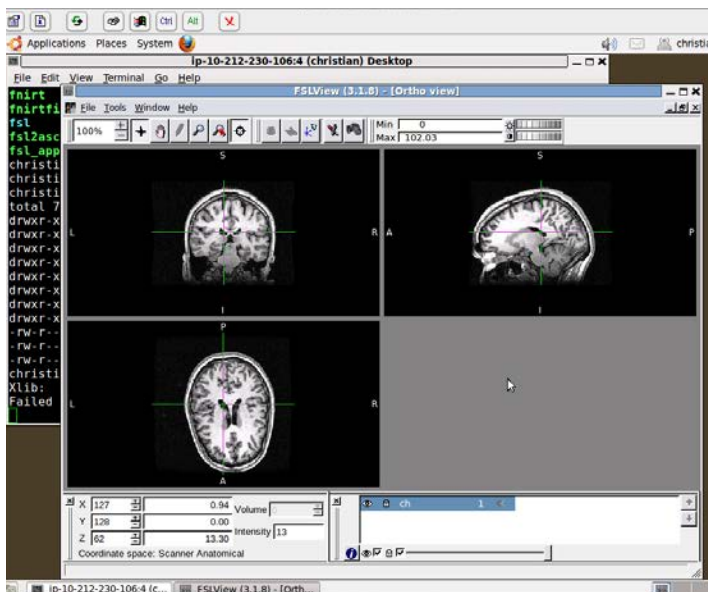 Ctrl Alt
Applications Places System christi
ip-10-212-230-106:4 (christian) Desktop
File Edit View Terminal Go Help
FSLView (3.1.8) - [Ortho view]
File Tools Window Help
100%
Min 0
Max 102.03
fnirt
fnirtfi
fsl
fsl2asc
fsl_app
christi
christi
christi
total 7
drwxr-x
drwxr-x
drwxr-x
drwxr-x
drwxr-x
drwxr-x
drwxr-x
-rw-r--
-rw-r--
-rw-r--
christi
Xlib:
Failed
S
L R
I
S
A P
I
P
L R
A
X 127 0.94 Volume 0
Y 128 0.00
Z 62 13.30 Intensity 13
Coordinate space: Scanner Anatomical
ch 1
ip-10-212-230-106:4 (c... FSLView (3.1.8) - [Orth...